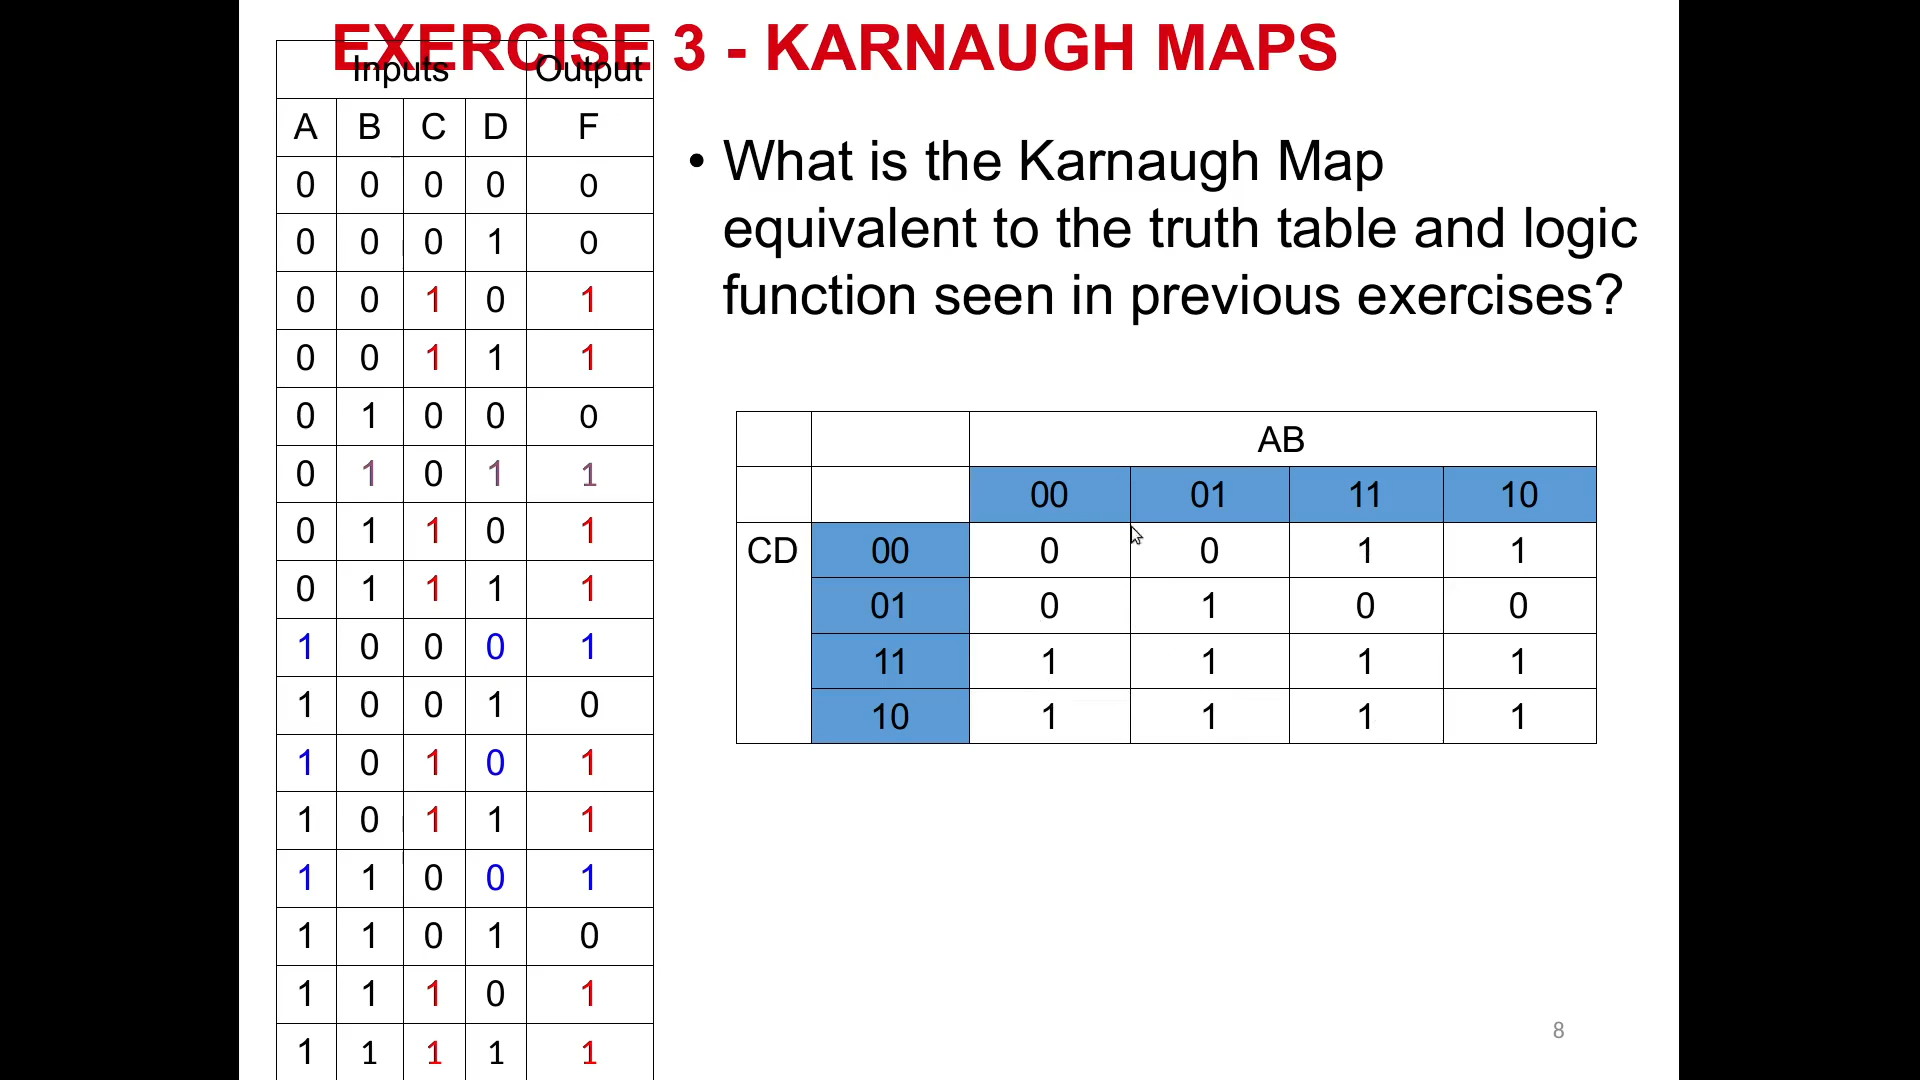 EXERCISE 3 - KARNAUGH MAPS
Inputs Output
A B C D F
0 0 0 0 0
0 0 0 1 0
0 0 1 0 1
0 0 1 1 1
0 1 0 0 0
0 1 0 1 1
0 1 1 0 1
0 1 1 1 1
1 0 0 0 1
1 0 0 1 0
1 0 1 0 1
1 0 1 1 1
1 1 0 0 1
1 1 0 1 0
1 1 1 0 1
1 1 1 1 1
• What is the Karnaugh Map
equivalent to the truth table and logic
function seen in previous exercises?
AB
00 01 11 10
CD 00 0 0 1 1
01 0 1 0 0
11 1 1 1 1
10 1 1 1 1
8